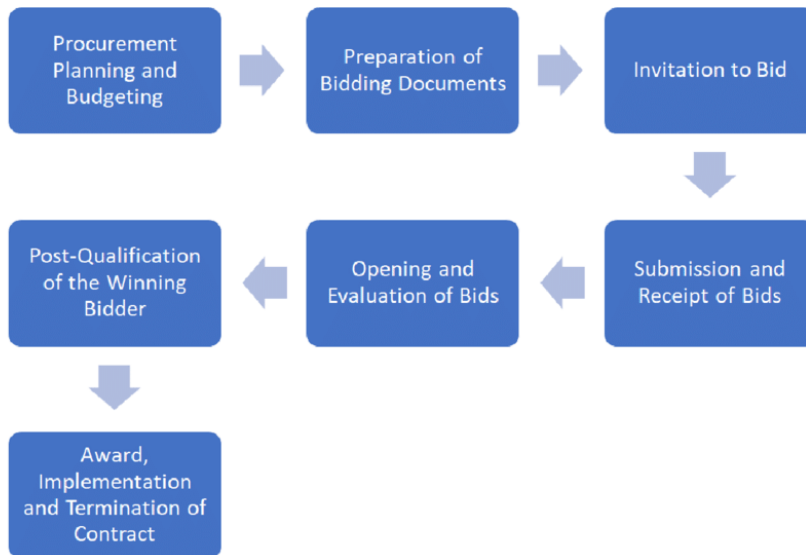 Procurement
Planning and
Budgeting
Preparation of
Bidding Documents
Invitation to Bid
Submission and
Receipt of Bids
Opening and
Evaluation of Bids
Post-Qualification
of the Winning
Bidder
Award,
Implementation
and Termination of
Contract